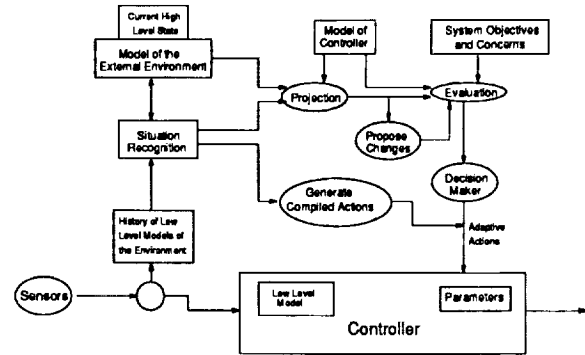 Current High
Level State
Model of the
External Environment
Model of
Controller
System Objectives
and Concerns
Projection
Evaluation
Situation
Recognition
Propose
Changes
Generate
Compiled Actions
Decision
Maker
History of Low
Level Models of
the Environment
Adaptive
Actions
Sensors
Low Level
Model
Parameters
Controller